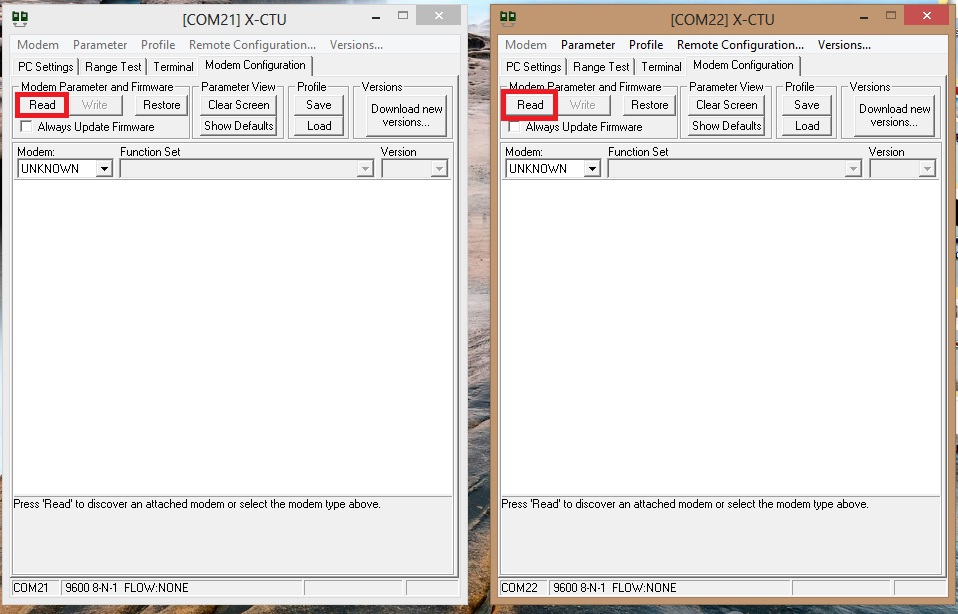 [COM21] X-CTU
Modem Parameter Profile Remote Configuration... Versions...
PC Settings Range Test Terminal Modem Configuration
Modem Parameter and Firmware Parameter View Profile Versions
Read Write Restore Clear Screen Save Download new versions...
Always Update Firmware Show Defaults Load
Modem: Function Set Version
UNKNOWN
Press 'Read' to discover an attached modem or select the modem type above.
COM21 9600 8-N-1 FLOW:NONE
[COM22] X-CTU
Modem Parameter Profile Remote Configuration... Versions...
PC Settings Range Test Terminal Modem Configuration
Modem Parameter and Firmware Parameter View Profile Versions
Read Write Restore Clear Screen Save Download new versions...
Always Update Firmware Show Defaults Load
Modem: Function Set Version
UNKNOWN
Press 'Read' to discover an attached modem or select the modem type above.
COM22 9600 8-N-1 FLOW:NONE